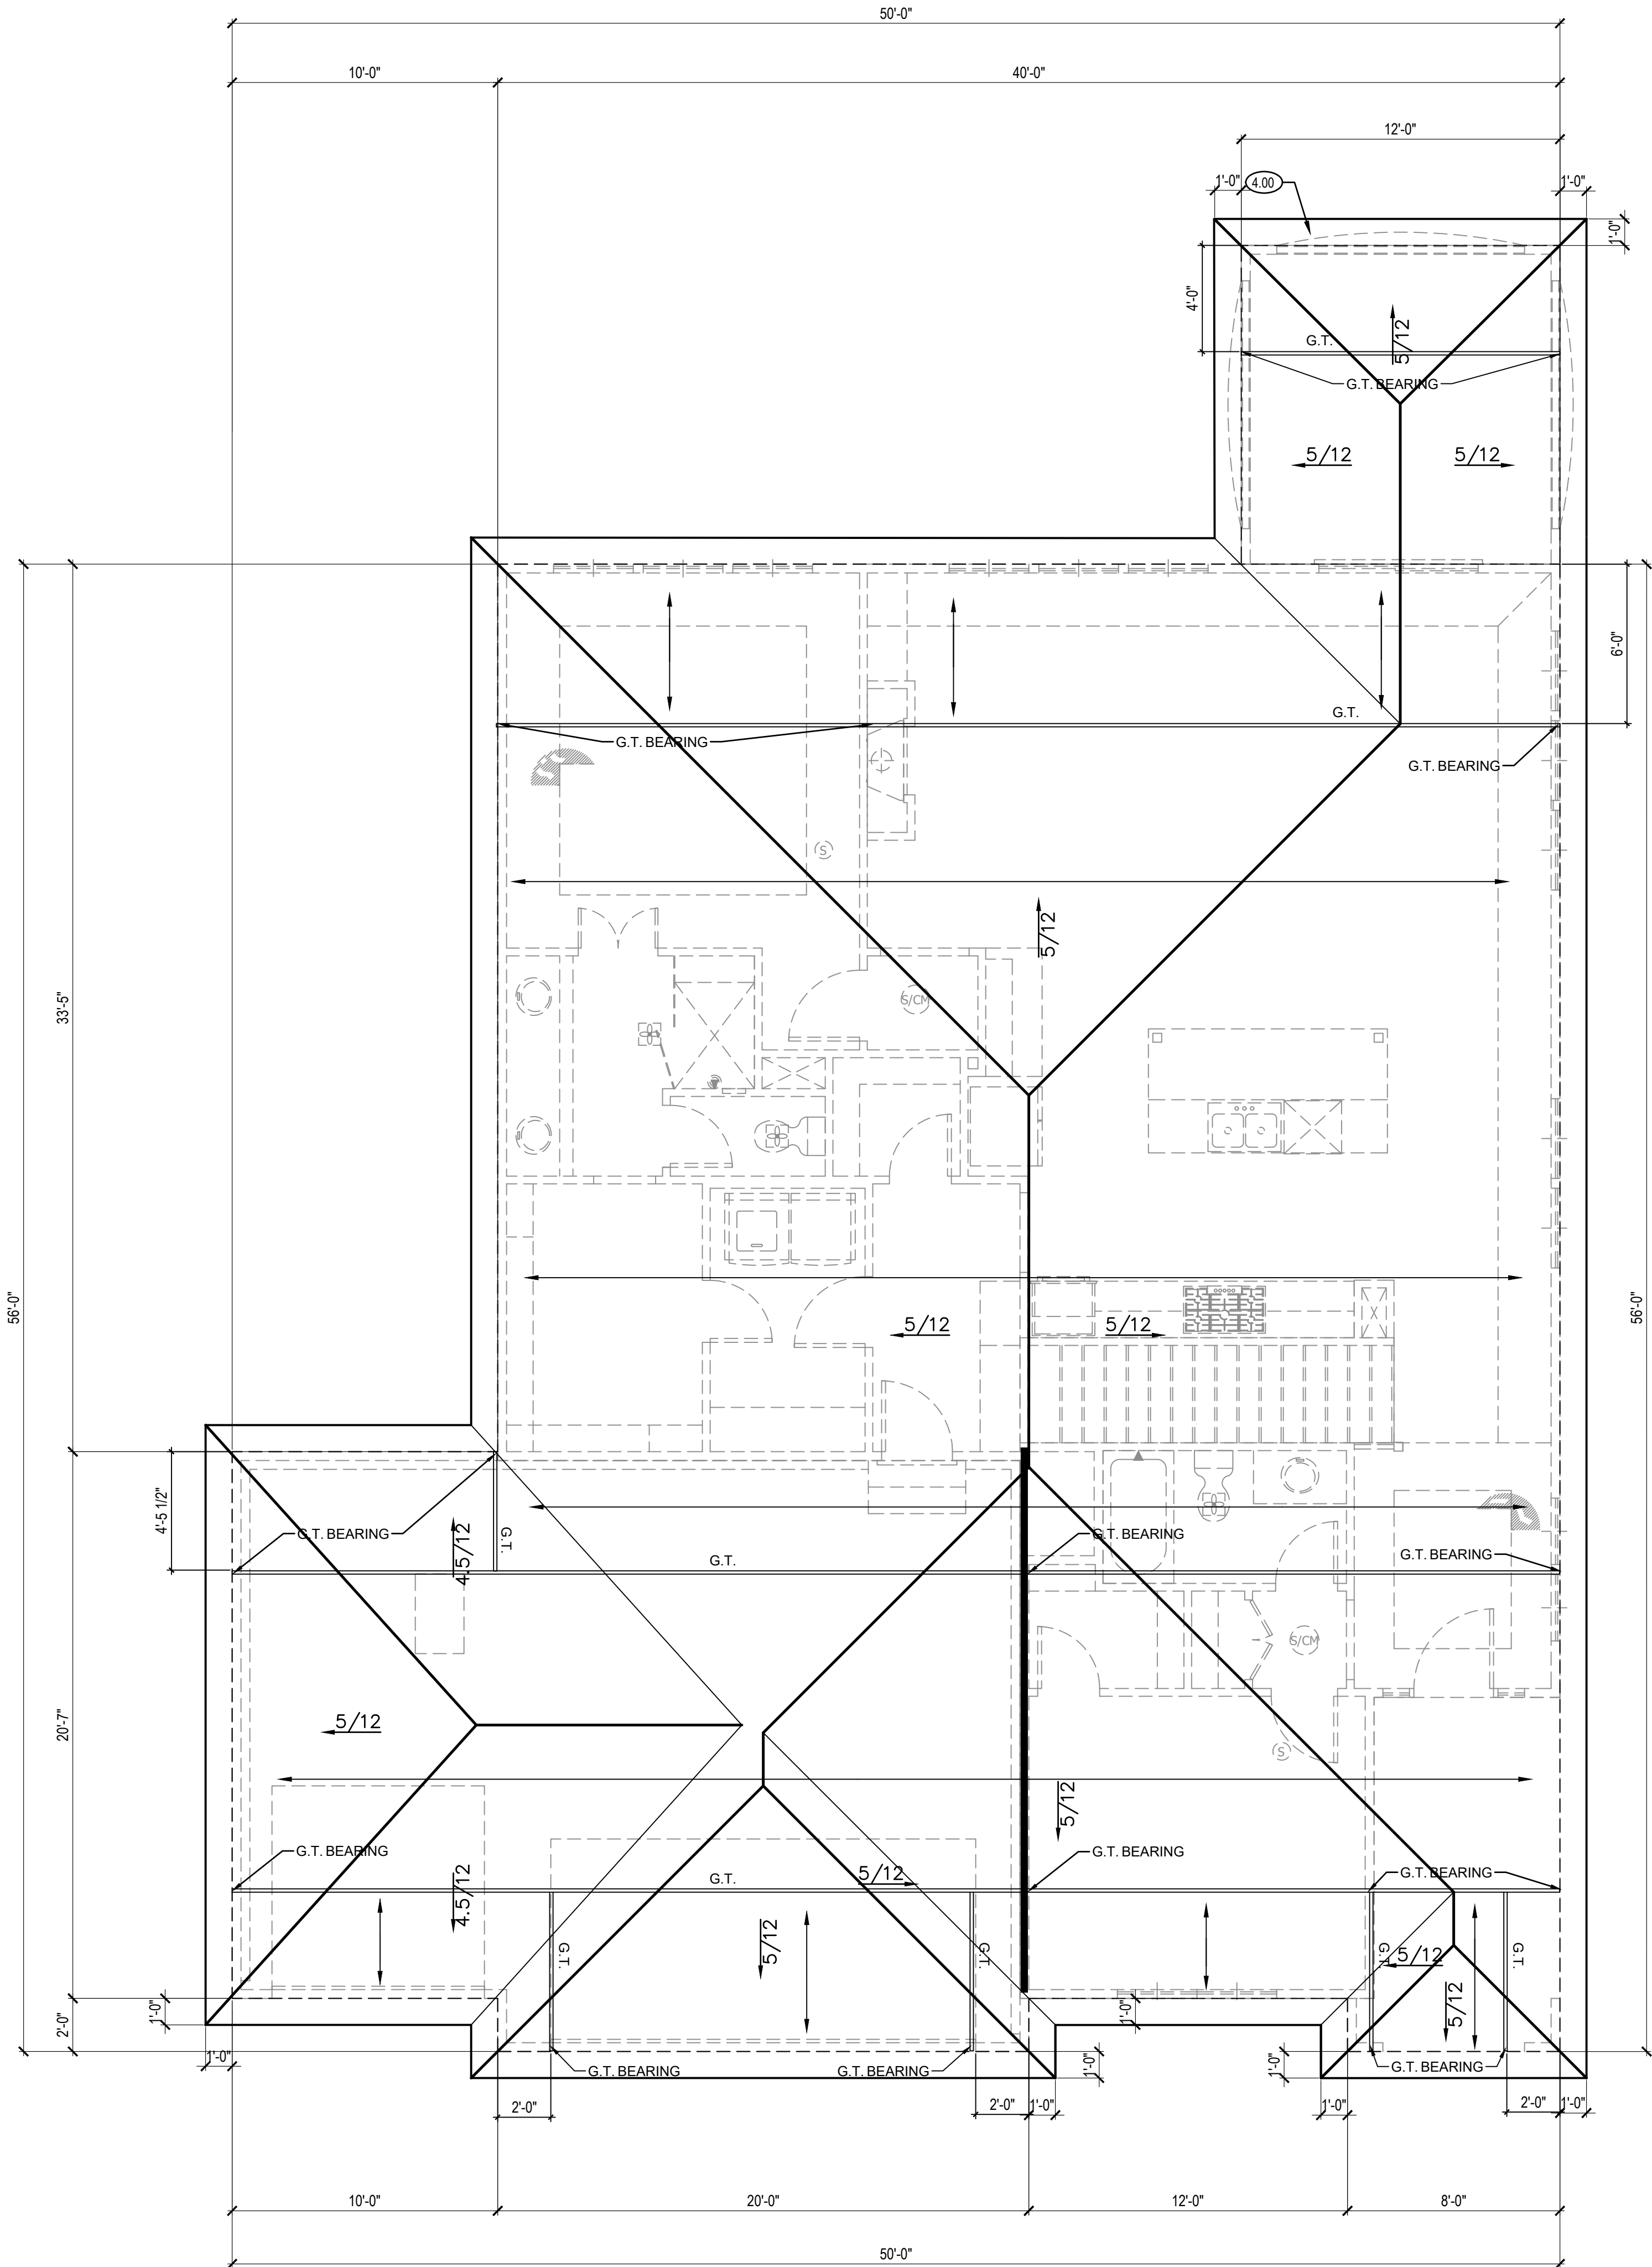 50'-0"
10'-0"
40'-0"
12'-0"
1'-0"
4.00
1'-0"
1'-0"
4'-0"
G.T.
5/12
G.T. BEARING
5/12
5/12
6'-0"
G.T.
G.T. BEARING
G.T. BEARING
S
5/12
S/CM
33'-5"
56'-0"
56'-0"
5/12
5/12
4'-5 1/2"
G.T. BEARING
4.5/12
G.T.
G.T.
G.T. BEARING
G.T. BEARING
S/CM
20'-7"
5/12
S
5/12
G.T. BEARING
G.T.
5/12
G.T. BEARING
G.T. BEARING
4.5/12
G.T.
5/12
G.T.
G.T.
5/12
5/12
G.T.
2'-0"
1'-0"
1'-0"
1'-0"
G.T. BEARING
G.T. BEARING
1'-0"
1'-0"
G.T. BEARING
2'-0"
2'-0"
1'-0"
1'-0"
2'-0"
1'-0"
10'-0"
20'-0"
12'-0"
8'-0"
50'-0"